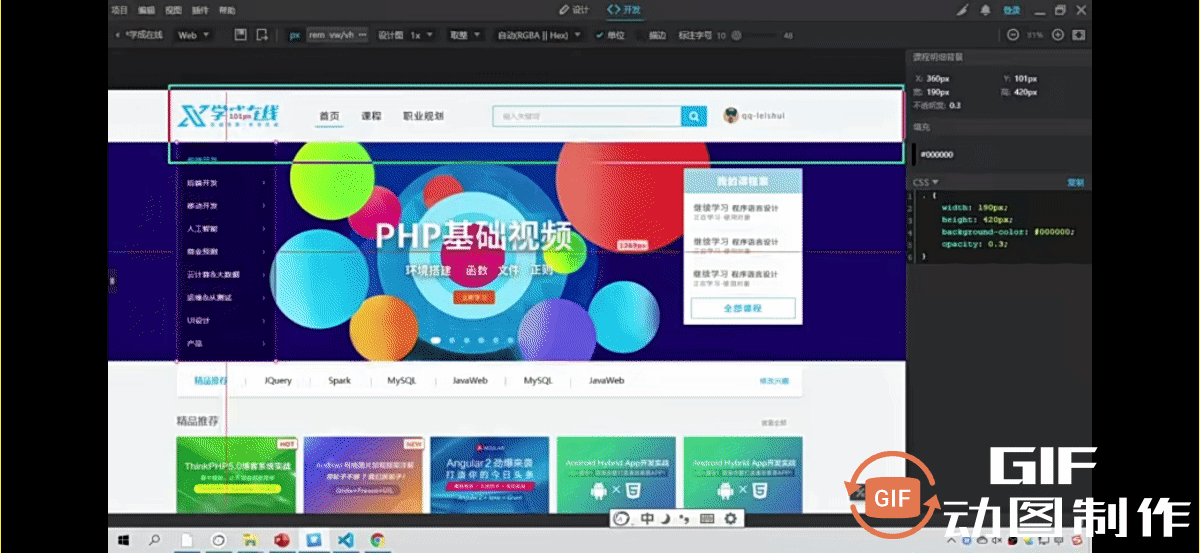 项目 编辑 视图 插件 帮助
设计 <>开发
登录
< *学成在线 Web px rem vw/vh 设计图 1x 取整 自动(RGBA || Hex) 单位 描边 标注字号 10 48
81%
课程明细背景
X: 360px Y: 101px
宽: 190px 高: 420px
不透明度: 0.3
填充
#000000
CSS 复制
1 . {
2 width: 190px;
3 height: 420px;
4 background-color: #000000;
5 opacity: 0.3;
6 }
学成在线
101px
首页 课程 职业规划
输入关键词
qq-leishui
前端开发
后端开发 >
移动开发 >
人工智能 >
商业预测 >
云计算&大数据 >
运维&从测试 >
UI设计 >
产品 >
PHP基础视频
环境搭建 函数 文件 正则
立即学习
1369px
我的课程表
继续学习 程序语言设计
正在学习-使用对象
继续学习 程序语言设计
正在学习-使用对象
继续学习 程序语言设计
正在学习-使用对象
全部课程
精品推荐 JQuery Spark MySQL JavaWeb MySQL JavaWeb 修改兴趣
精品推荐 查看全部
HOT
ThinkPHP5.0博客系统实战
NEW
Angular 2 劲爆来袭
打造你的今日头条
Android Hybrid App开发实战
Android Hybrid App开发实战
中
GIF
GIF
动图制作